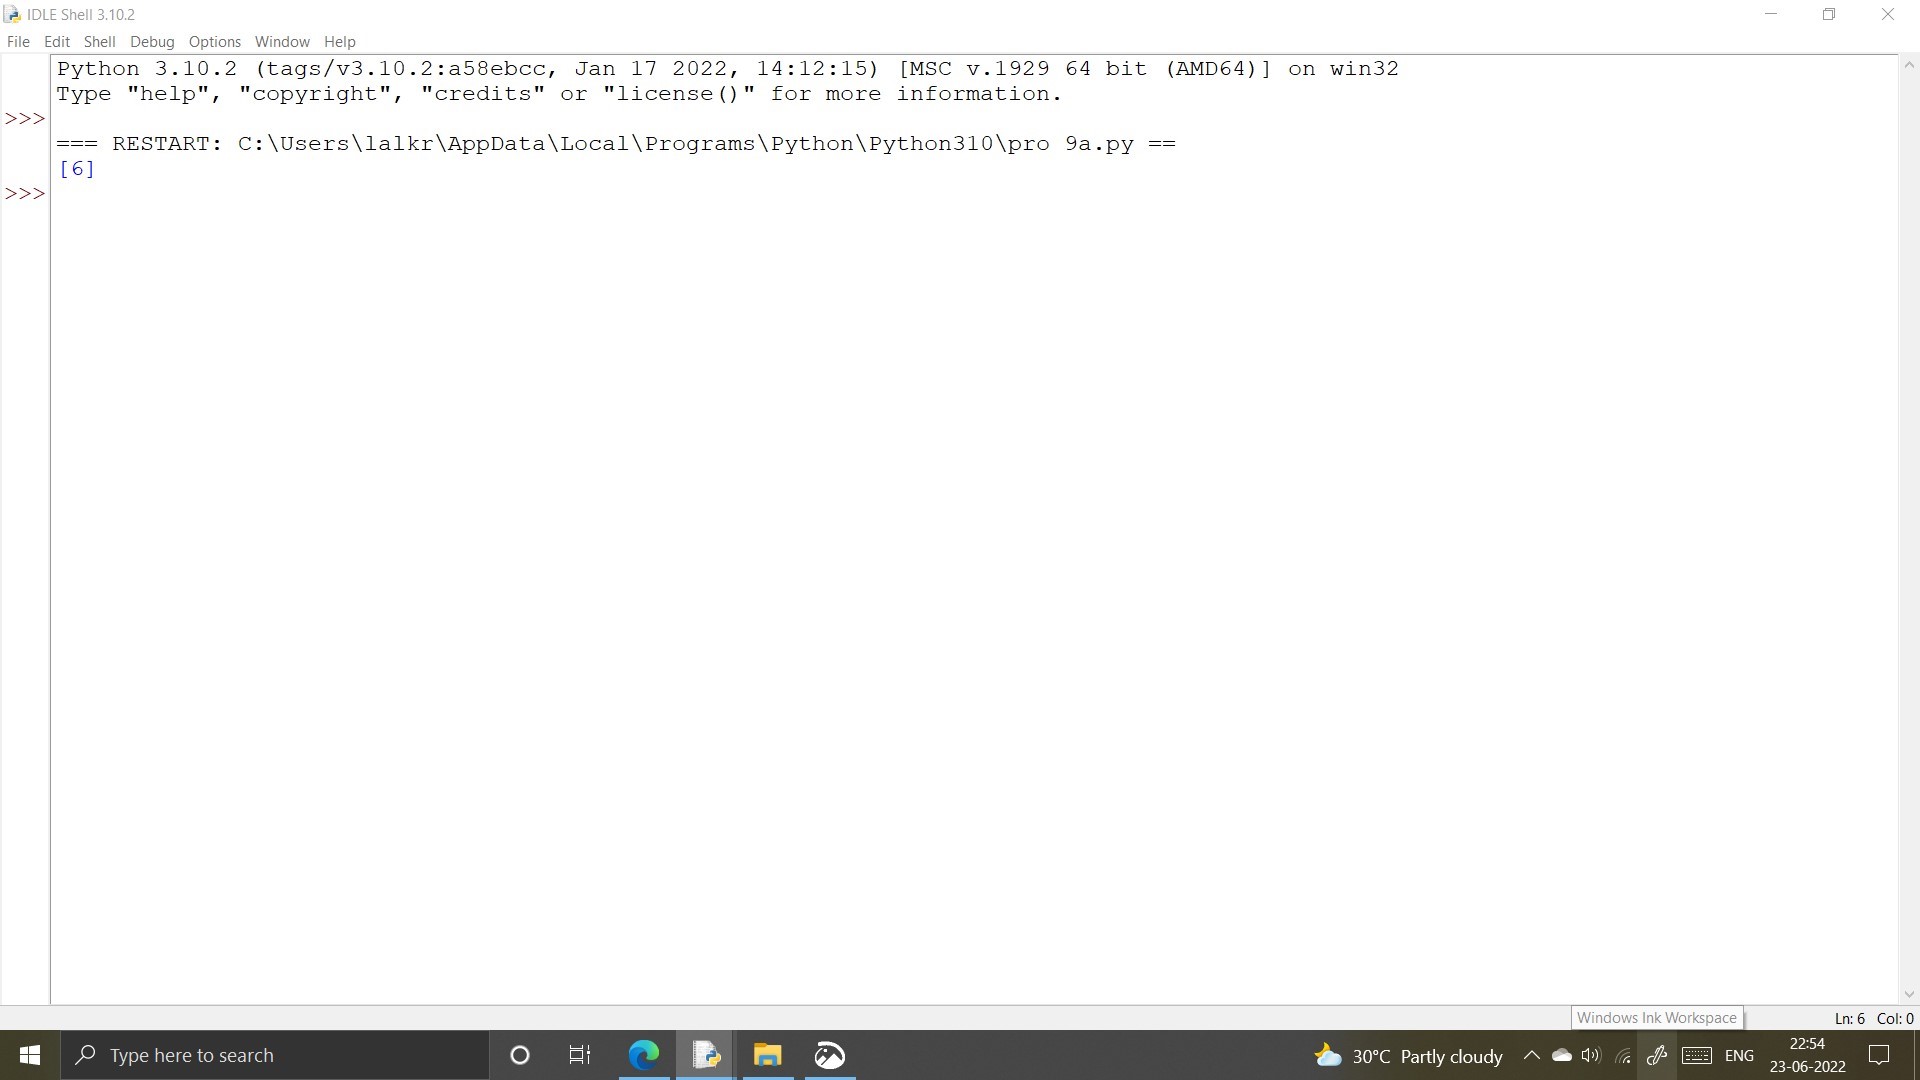 IDLE Shell 3.10.2
File Edit Shell Debug Options Window Help
Python 3.10.2 (tags/v3.10.2:a58ebcc, Jan 17 2022, 14:12:15) [MSC v.1929 64 bit (AMD64)] on win32
Type "help", "copyright", "credits" or "license()" for more information.
>>>
=== RESTART: C:\Users\lalkr\AppData\Local\Programs\Python\Python310\pro 9a.py ==
[6]
>>>
Windows Ink Workspace
Ln: 6 Col: 0
Type here to search
30°C Partly cloudy
ENG
22:54
23-06-2022